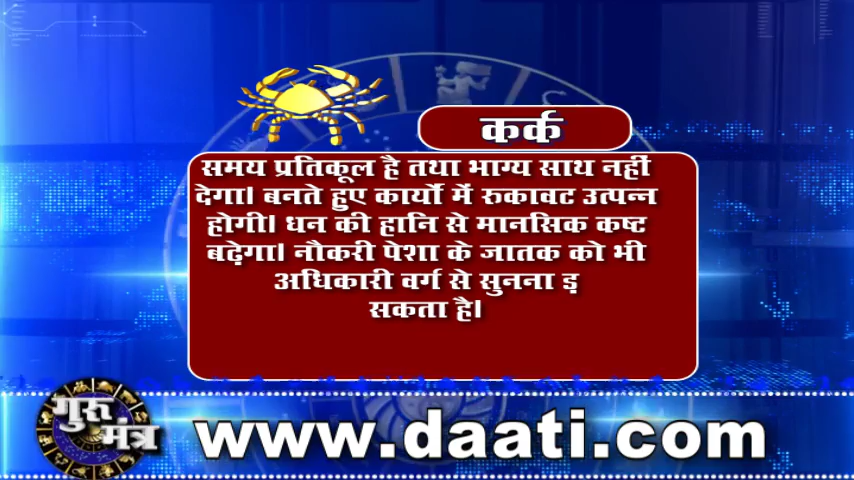 कर्क
समय प्रतिकूल है तथा भाग्य साथ नहीं
देगा। बनते हुए कार्यो में रुकावट उत्पन्न
होगी। धन की हानि से मानसिक कष्ट
बढ़ेगा। नौकरी पेशा के जातक को भी
अधिकारी वर्ग से सुनना ड़
सकता है।
गुरु
मंत्र
www.daati.com